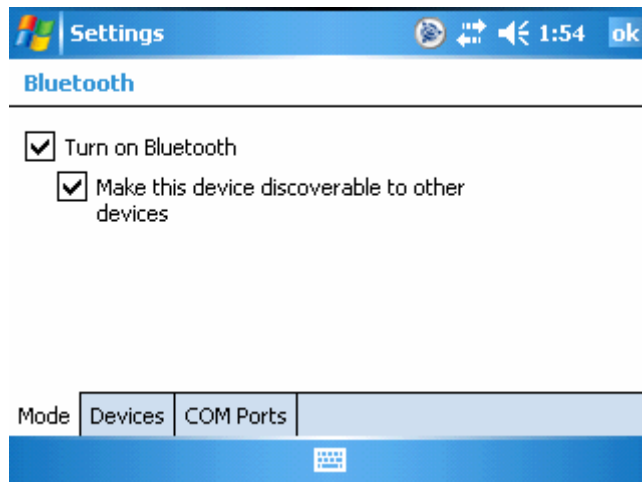 Settings 1:54 ok
Bluetooth
Turn on Bluetooth
Make this device discoverable to other
devices
Mode Devices COM Ports